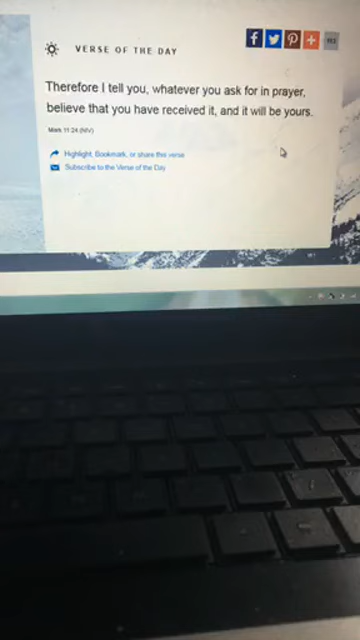 VERSE OF THE DAY
Therefore I tell you, whatever you ask for in prayer,
believe that you have received it, and it will be yours.
Mark 11:24 (NIV)
Highlight, Bookmark, or share this verse
Subscribe to the Verse of the Day